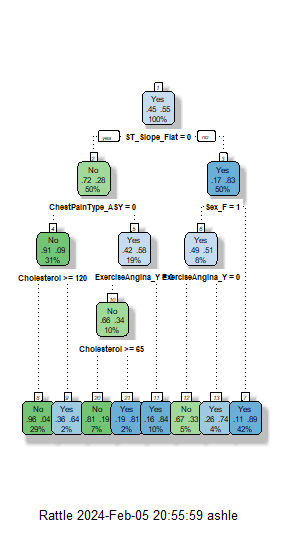 1
Yes
.45 .55
100%
yes ST_Slope_Flat = 0 no
2 3
No Yes
.72 .28 .17 .83
50% 50%
ChestPainType_ASY = 0 Sex_F = 1
4 5 6
No Yes Yes
.91 .09 .42 .58 .49 .51
31% 19% 8%
Cholesterol >= 120 ExerciseAngina_Y ExerciseAngina_Y = 0
10
No
.66 .34
10%
Cholesterol >= 65
8 9 20 21 11 12 13 7
No Yes No Yes Yes No Yes Yes
.96 .04 .36 .64 .81 .19 .19 .81 .16 .84 .67 .33 .26 .74 .11 .89
29% 2% 7% 2% 10% 5% 4% 42%
Rattle 2024-Feb-05 20:55:59 ashle